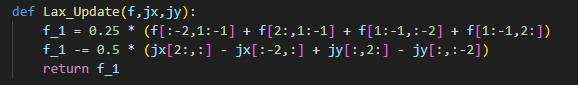 def Lax_Update(f,jx,jy):
    f_1 = 0.25 * (f[:-2,1:-1] + f[2:,1:-1] + f[1:-1,:-2] + f[1:-1,2:])
    f_1 -= 0.5 * (jx[2:,:] - jx[:-2,:] + jy[:,2:] - jy[:,:-2])
    return f_1